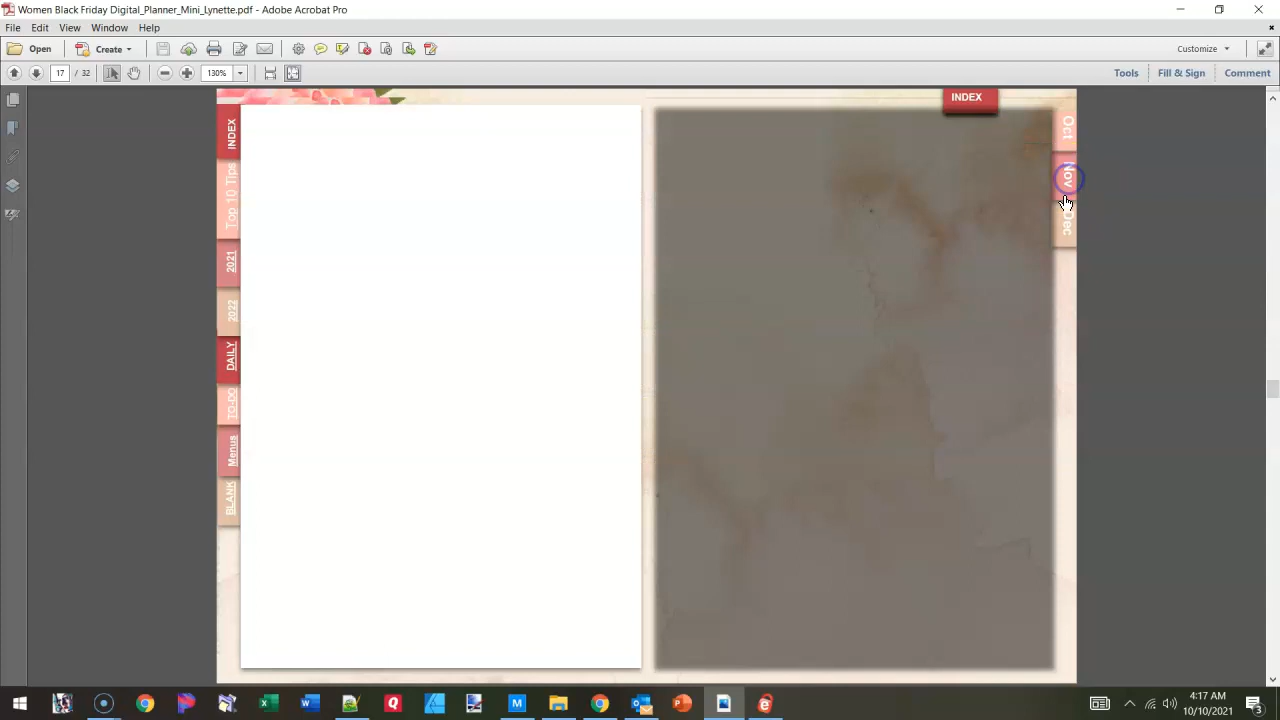 Women Black Friday Digital_Planner_Mini_Lynette.pdf - Adobe Acrobat Pro
File Edit View Window Help
Open Create Customize
17 / 32 130% Tools Fill & Sign Comment
INDEX
INDEX
Top 10 Tips
2021
2022
DAILY
TO-DO
Menus
BLANK
Oct
Nov
Dec
4:17 AM
10/10/2021
3